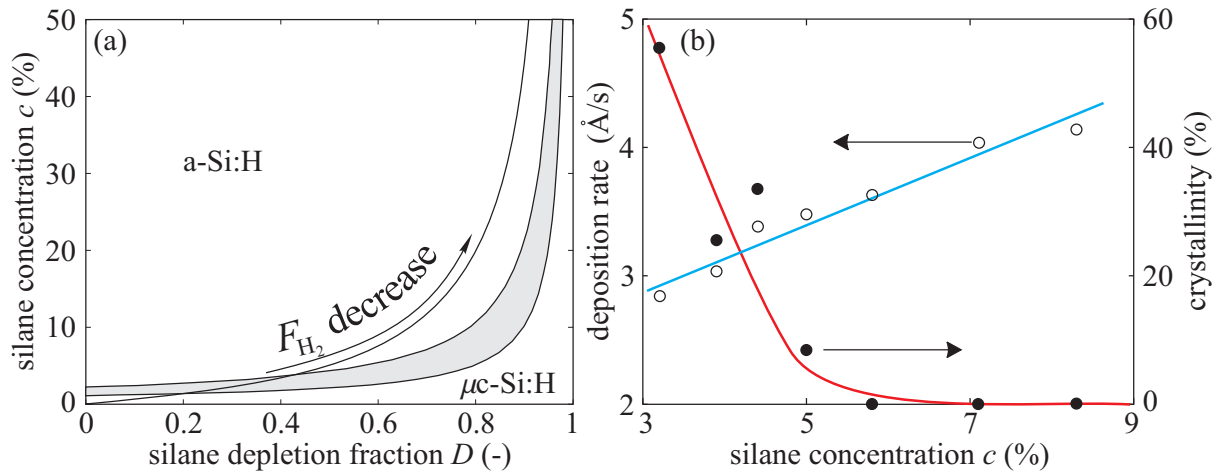 (a)
silane concentration c (%)
50
40
30
20
10
0
a-Si:H
F_H₂ decrease
μc-Si:H
0 0.2 0.4 0.6 0.8 1
silane depletion fraction D (-)
(b)
deposition rate (Å/s)
5
4
3
2
60
40
20
0
crystallinity (%)
3 5 7 9
silane concentration c (%)